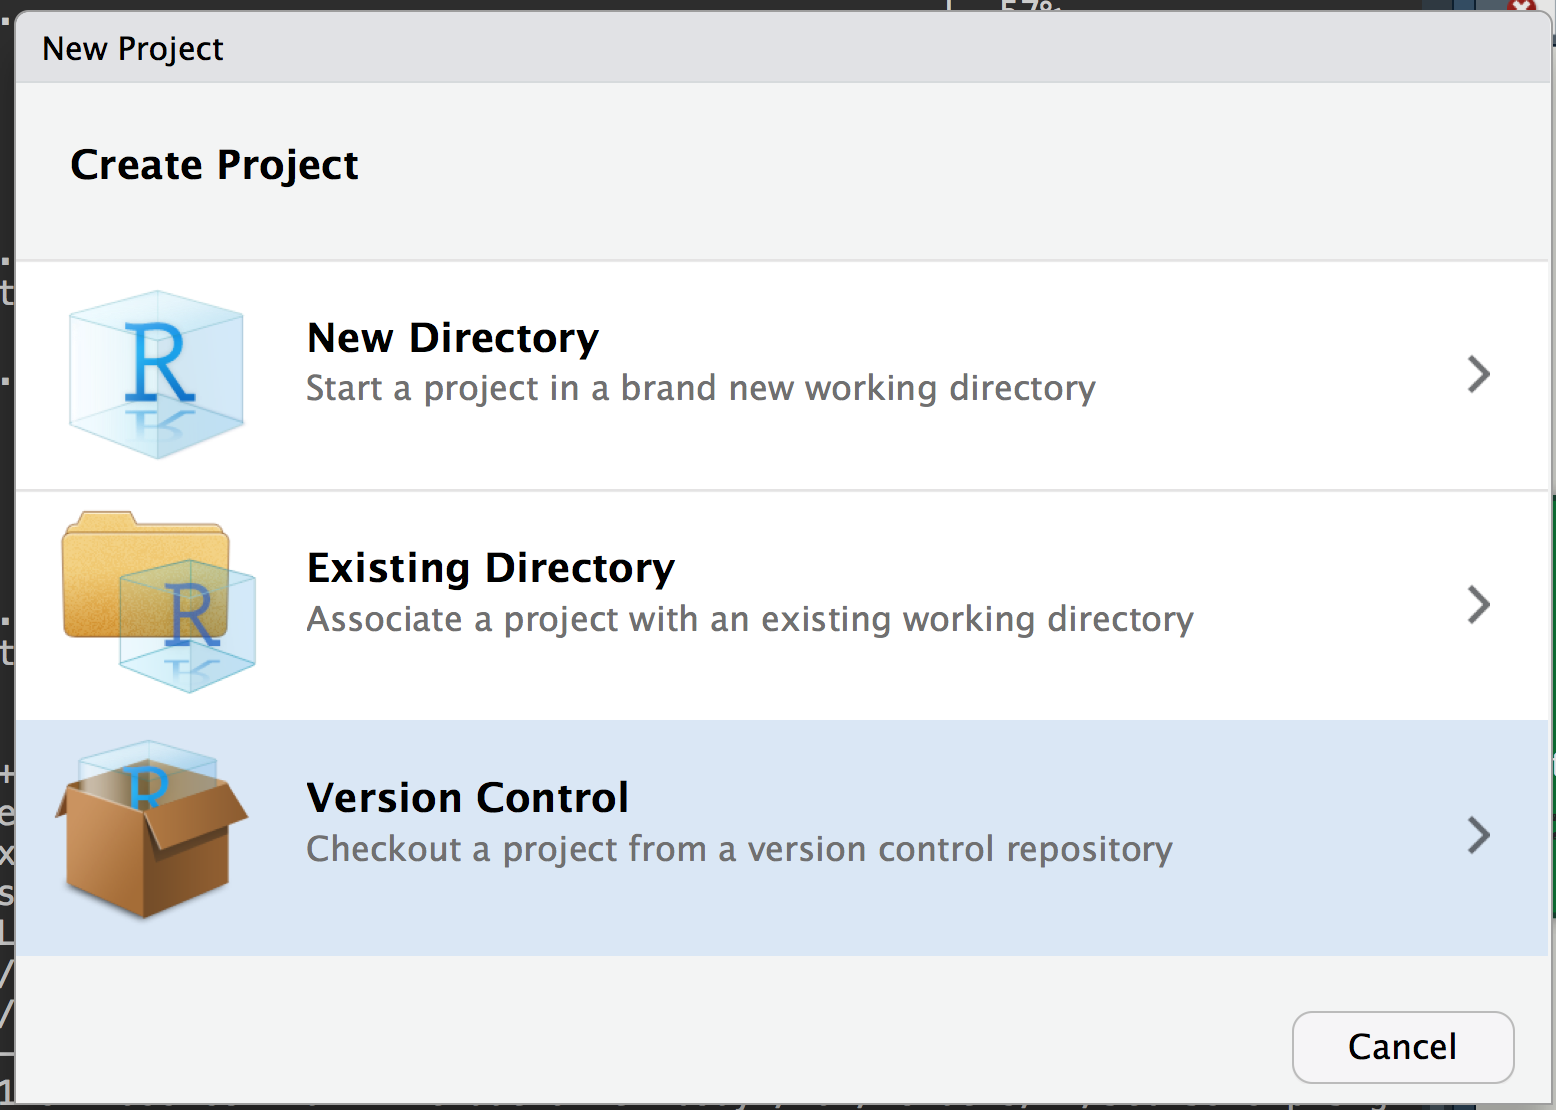 57%
New Project
Create Project
R
New Directory
Start a project in a brand new working directory
R
Existing Directory
Associate a project with an existing working directory
R
Version Control
Checkout a project from a version control repository
Cancel